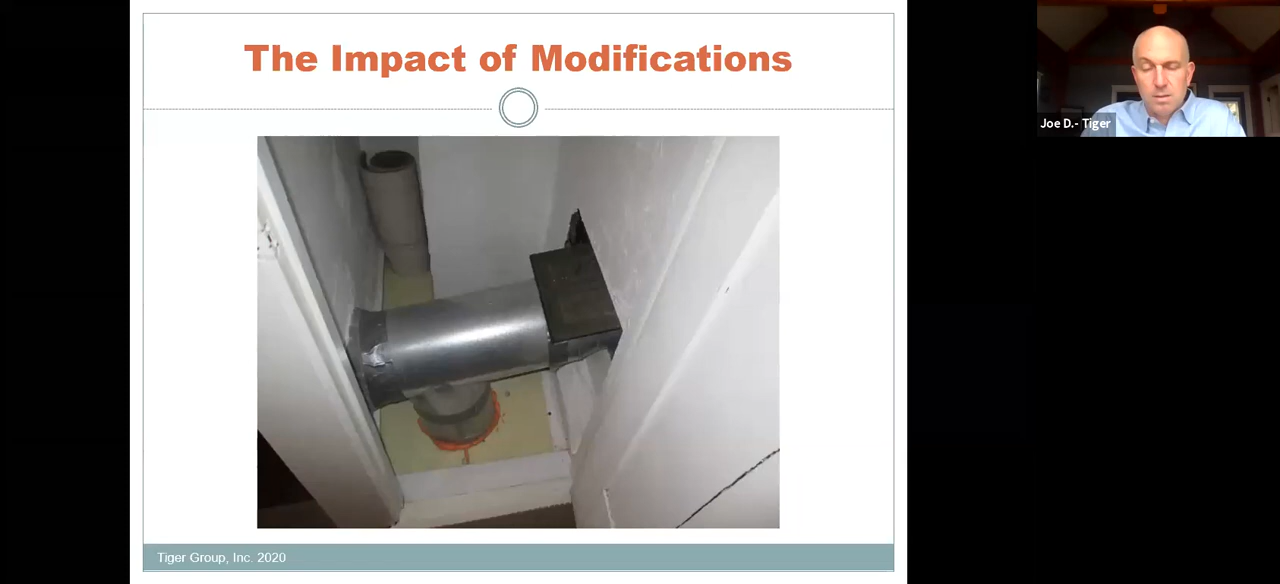 The Impact of Modifications
Joe D.- Tiger
Tiger Group, Inc. 2020